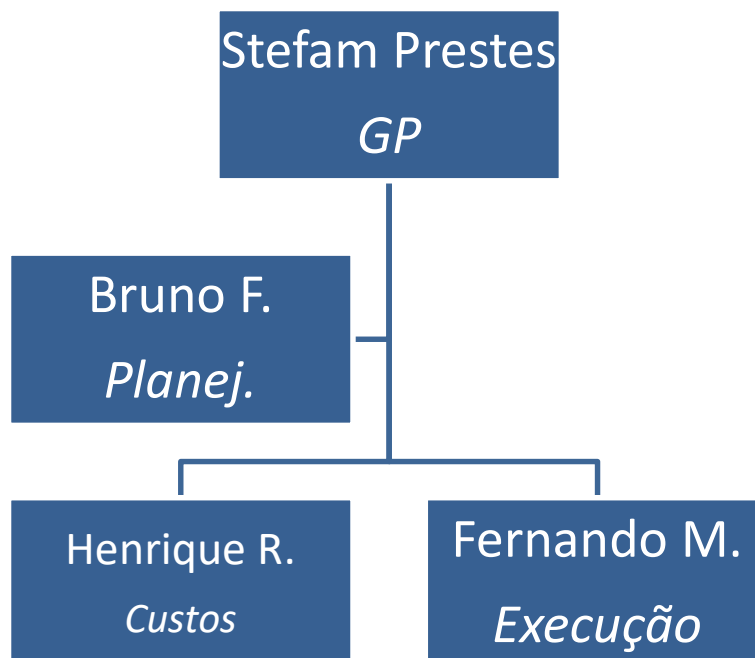 Stefam Prestes
GP
Bruno F.
Planej.
Henrique R.
Custos
Fernando M.
Execução